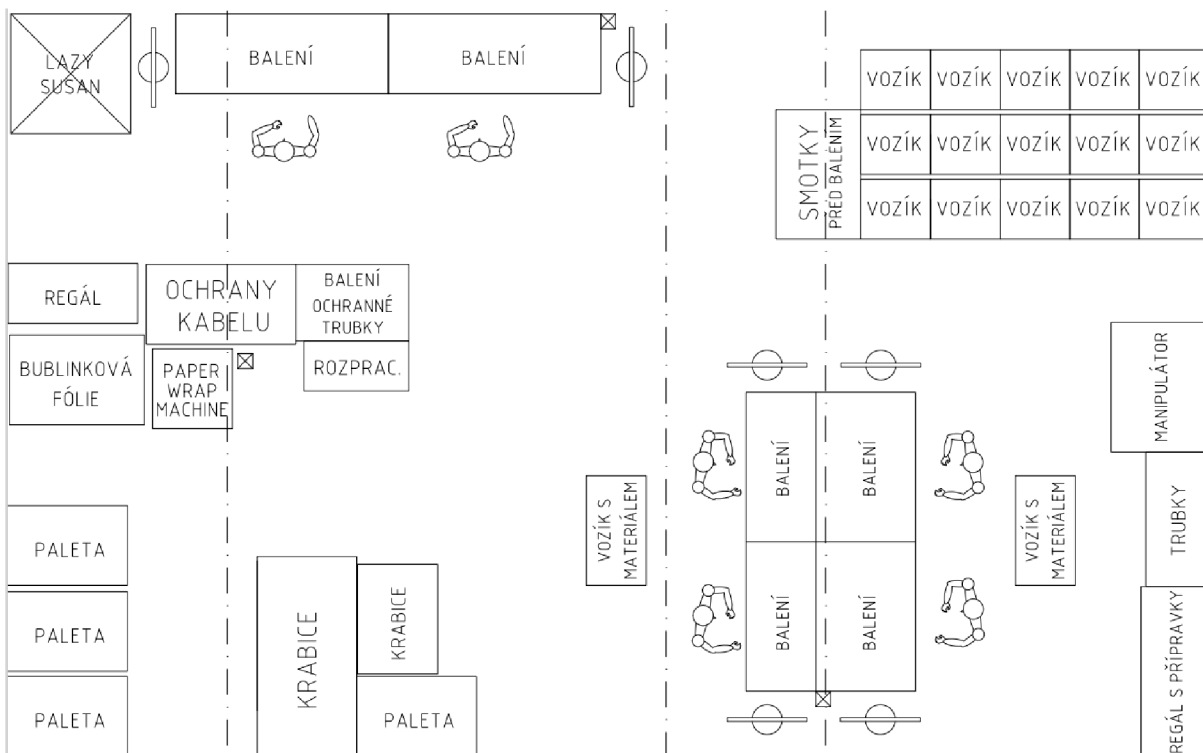 LAZY
SUSAN
BALENÍ
BALENÍ
VOZÍK
VOZÍK
VOZÍK
VOZÍK
VOZÍK
SMOTKY
PŘED BALENÍM
VOZÍK
VOZÍK
VOZÍK
VOZÍK
VOZÍK
VOZÍK
VOZÍK
VOZÍK
VOZÍK
VOZÍK
REGÁL
OCHRANY
KABELU
BALENÍ
OCHRANNÉ
TRUBKY
BUBLINKOVÁ
FÓLIE
PAPER
WRAP
MACHINE
ROZPRAC.
MANIPULÁTOR
BALENÍ
BALENÍ
VOZÍK S
MATERIÁLEM
VOZÍK S
MATERIÁLEM
TRUBKY
PALETA
PALETA
PALETA
KRABICE
KRABICE
PALETA
BALENÍ
BALENÍ
REGÁL S PŘÍPRAVKY